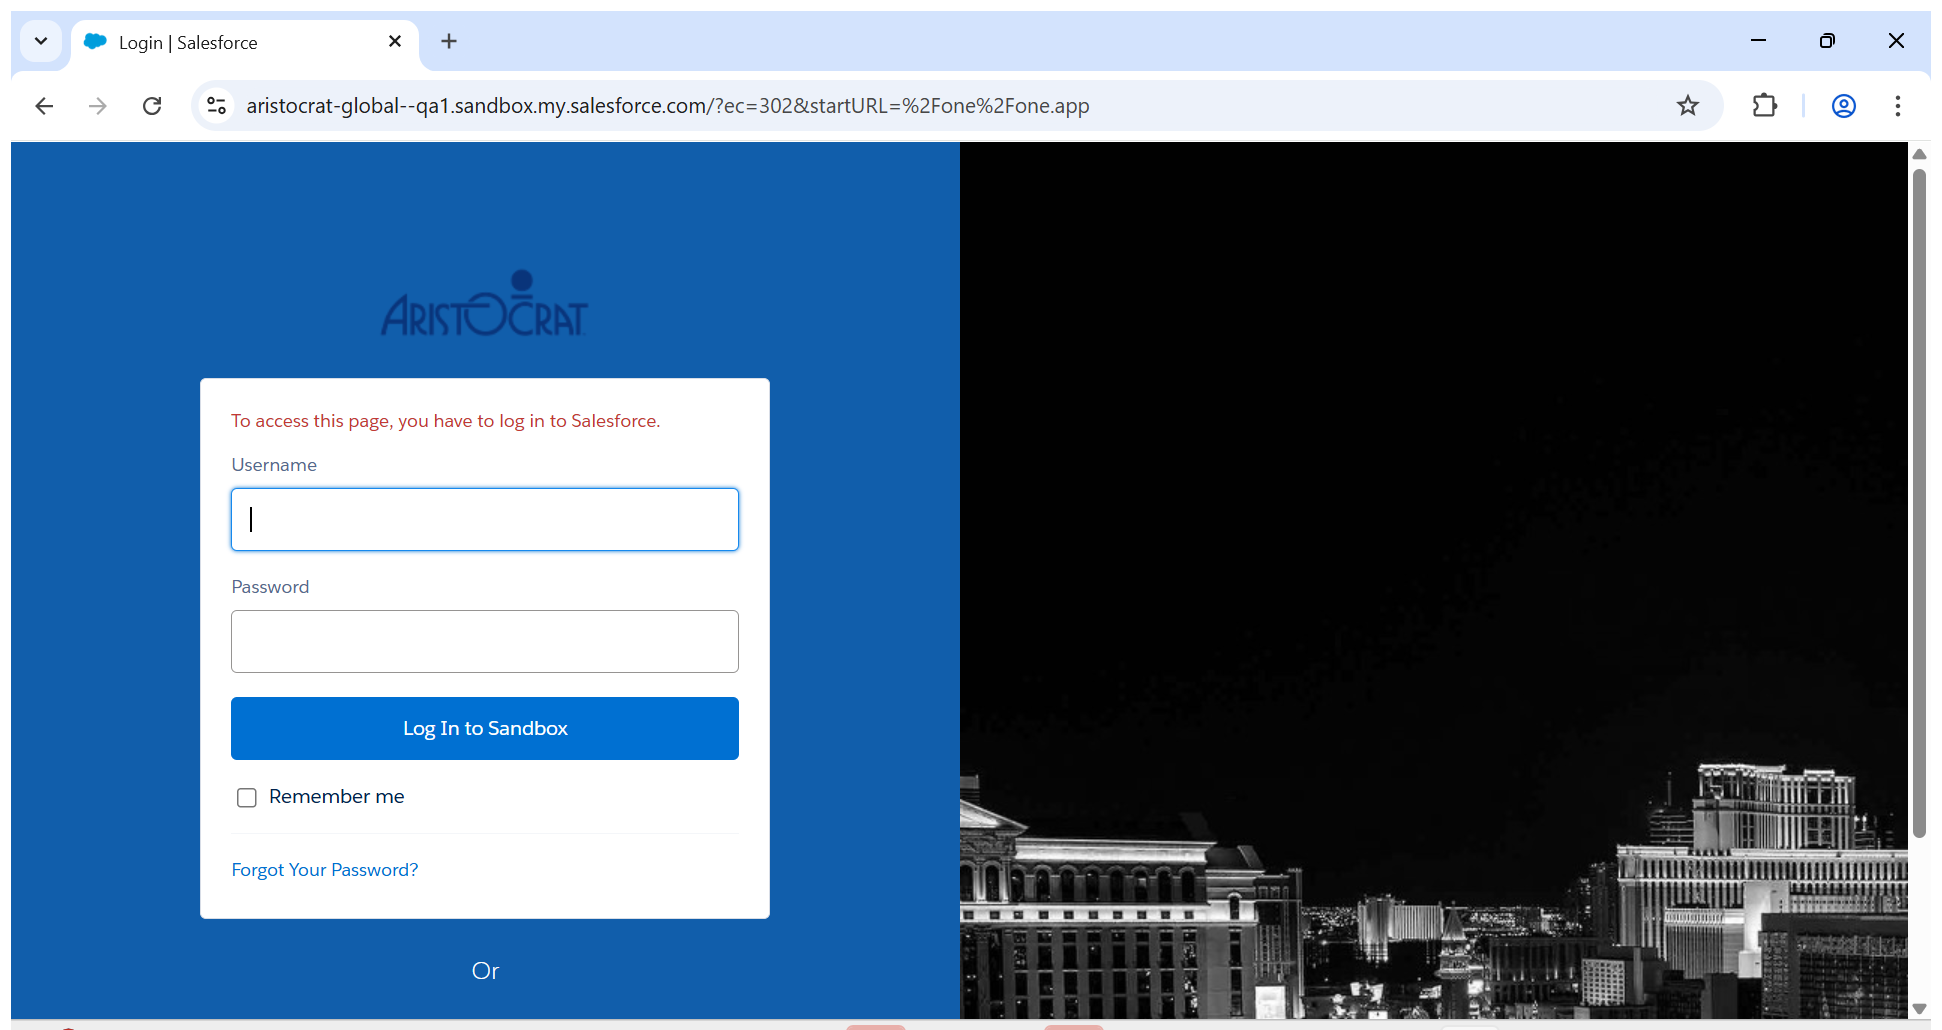 Login | Salesforce
aristocrat-global--qa1.sandbox.my.salesforce.com/?ec=302&startURL=%2Fone%2Fone.app
ARISTOCRAT
To access this page, you have to log in to Salesforce.
Username
Password
Log In to Sandbox
Remember me
Forgot Your Password?
Or